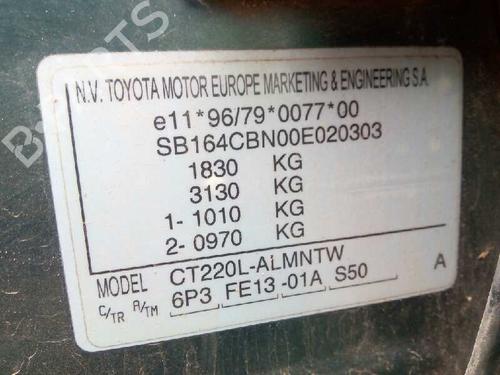 N.V. TOYOTA MOTOR EUROPE MARKETING & ENGINEERING S.A.
e11*96/79*0077*00
SB164CBN00E020303
1830 KG
3130 KG
1- 1010 KG
2- 0970 KG
MODEL CT220L-ALMNTW A
C/TR A/TM 6P3 FE13 -01A S50